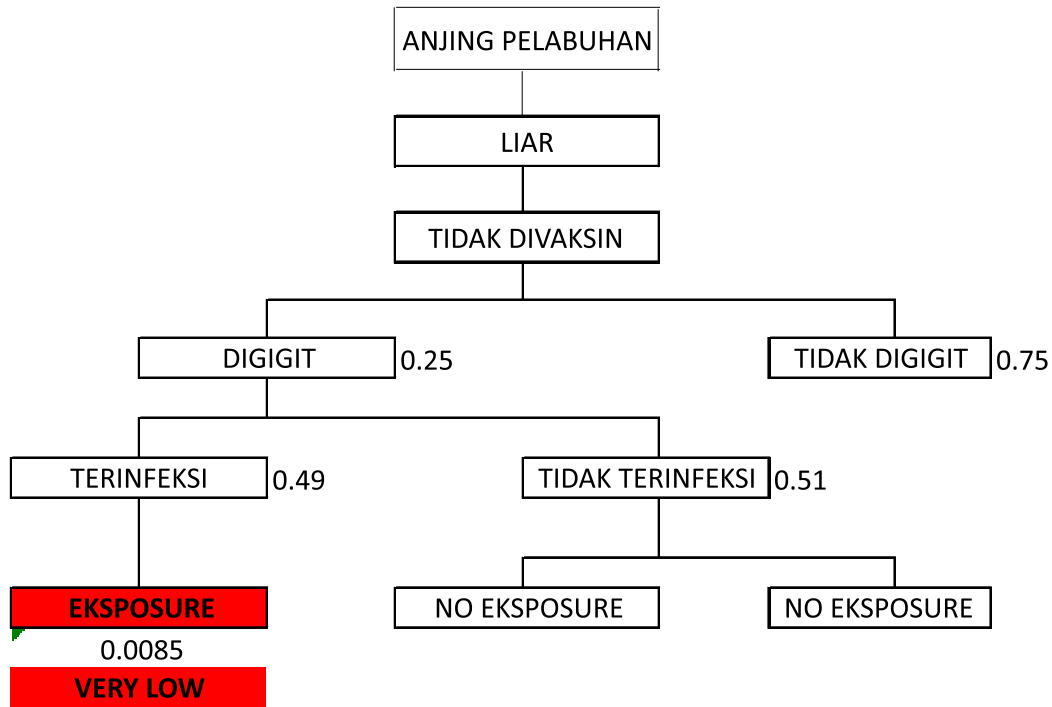 ANJING PELABUHAN
LIAR
TIDAK DIVAKSIN
DIGIGIT 0.25
TIDAK DIGIGIT 0.75
TERINFEKSI 0.49
TIDAK TERINFEKSI 0.51
EKSPOSURE
NO EKSPOSURE
NO EKSPOSURE
0.0085
VERY LOW